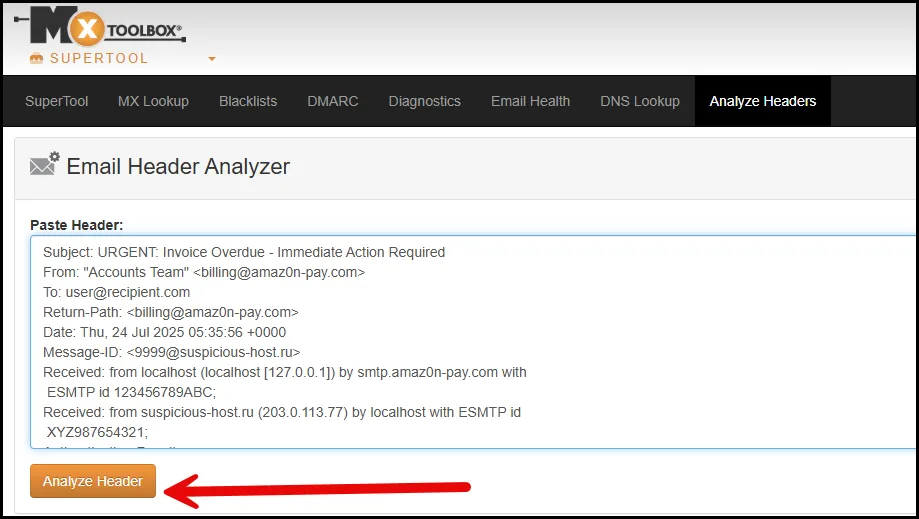 MX TOOLBOX®
SUPERTOOL
SuperTool MX Lookup Blacklists DMARC Diagnostics Email Health DNS Lookup Analyze Headers
Email Header Analyzer
Paste Header:
Subject: URGENT: Invoice Overdue - Immediate Action Required
From: "Accounts Team" <billing@amaz0n-pay.com>
To: user@recipient.com
Return-Path: <billing@amaz0n-pay.com>
Date: Thu, 24 Jul 2025 05:35:56 +0000
Message-ID: <9999@suspicious-host.ru>
Received: from localhost (localhost [127.0.0.1]) by smtp.amaz0n-pay.com with
ESMTP id 123456789ABC;
Received: from suspicious-host.ru (203.0.113.77) by localhost with ESMTP id
XYZ987654321;
Analyze Header